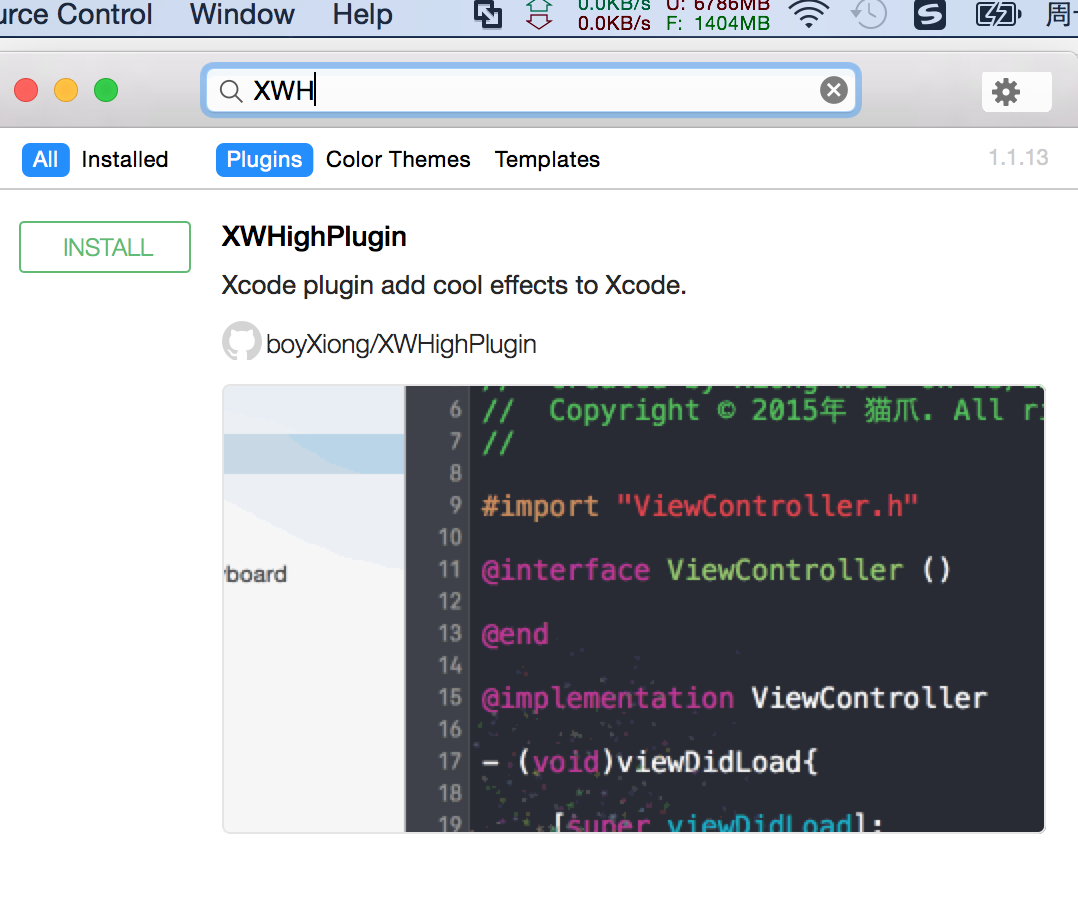 urce Control Window Help
0.0KB/s U: 6786MB
0.0KB/s F: 1404MB
周
XWH
All Installed Plugins Color Themes Templates 1.1.13
INSTALL
XWHighPlugin
Xcode plugin add cool effects to Xcode.
boyXiong/XWHighPlugin
6 // Copyright © 2015年 猫爪. All ri
7 //
8
9 #import "ViewController.h"
10
rboard
11 @interface ViewController ()
12
13 @end
14
15 @implementation ViewController
16
17 - (void)viewDidLoad{
18
19 [super viewDidLoad];